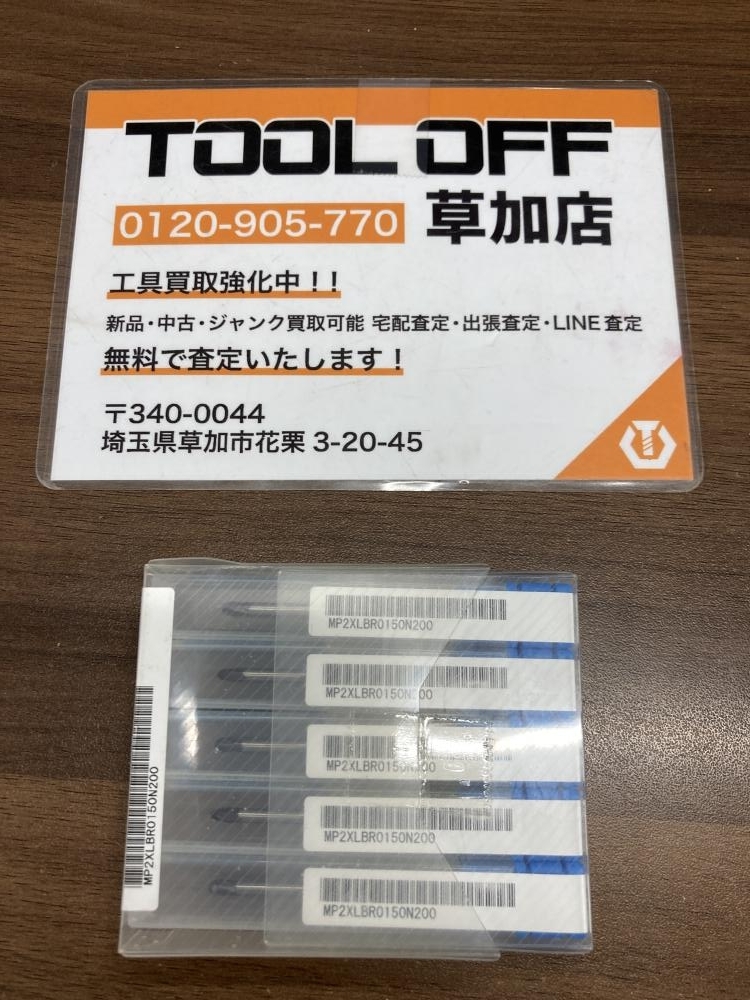 TOOL OFF
0120-905-770 草加店
工具買取強化中！！
新品・中古・ジャンク買取可能 宅配査定・出張査定・LINE査定
無料で査定いたします！
〒340-0044
埼玉県草加市花栗 3-20-45
MP2XLBR0150N200
MP2XLBR0150N200
MP2XLBR0150N200
MP2XLBR0150N200
MP2XLBR0150N200
MP2XLBR0150N200